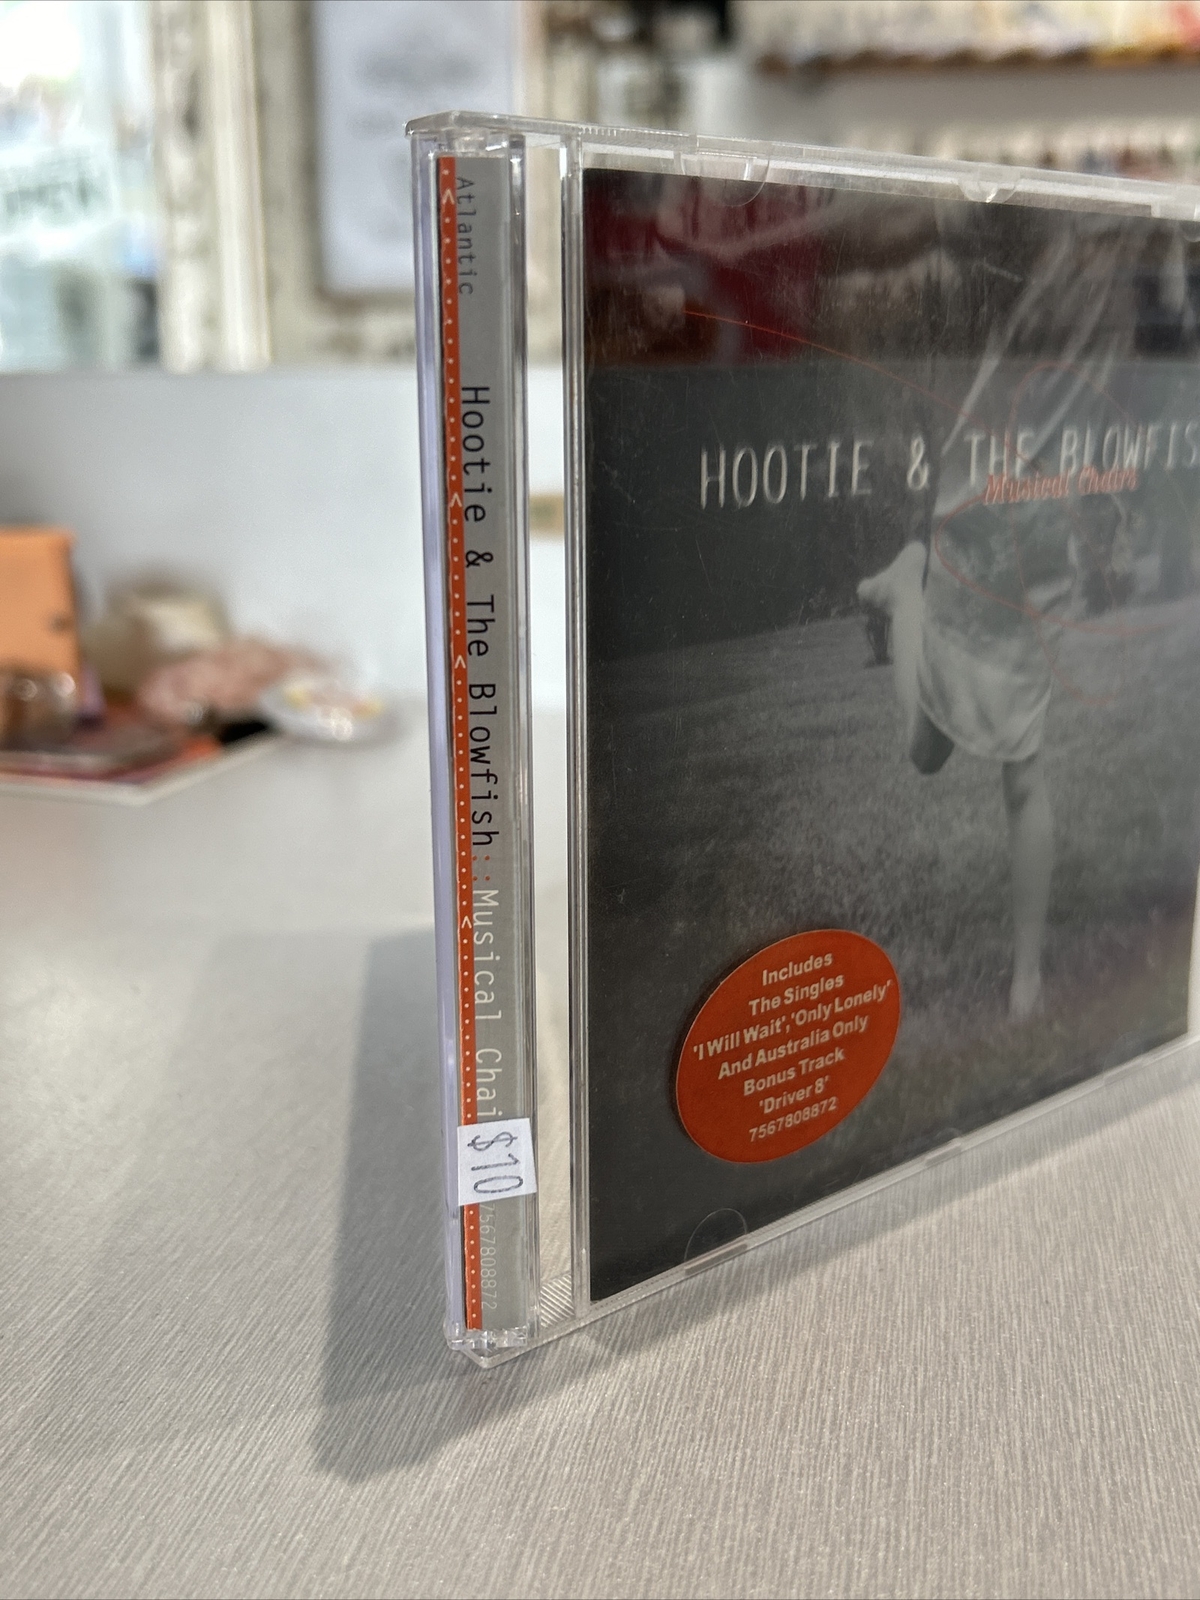 Atlantic
Hootie & The Blowfish::Musical Chai
$10
7567808872
HOOTIE & THE BLOWFIS
Musical Chairs
Includes
The Singles
'I Will Wait','Only Lonely'
And Australia Only
Bonus Track
'Driver 8'
7567808872